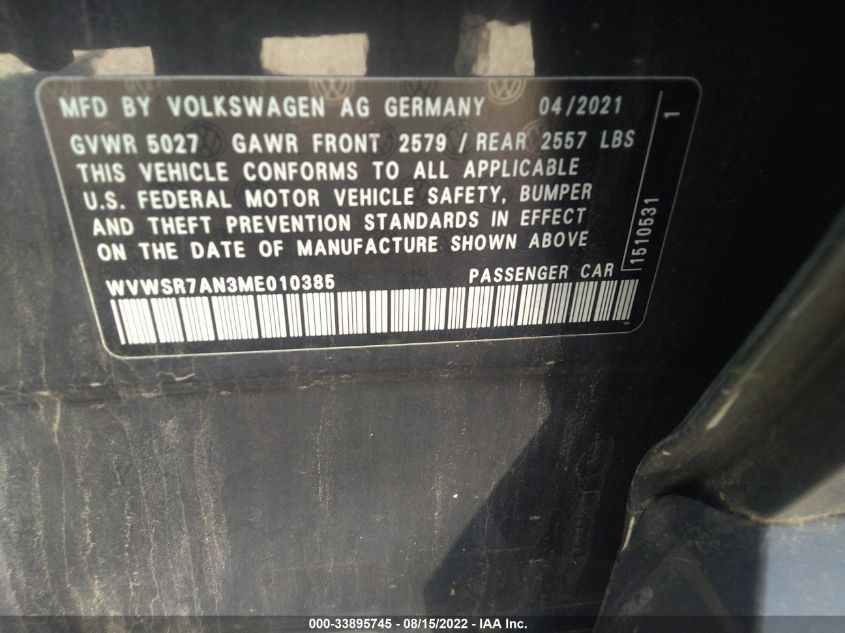 MFD BY VOLKSWAGEN AG GERMANY 04/2021
GVWR 5027 GAWR FRONT 2579 / REAR 2557 LBS
THIS VEHICLE CONFORMS TO ALL APPLICABLE
U.S. FEDERAL MOTOR VEHICLE SAFETY, BUMPER
AND THEFT PREVENTION STANDARDS IN EFFECT
ON THE DATE OF MANUFACTURE SHOWN ABOVE
WVWSR7AN3ME010385 PASSENGER CAR
1510531 1
000-33895745 - 08/15/2022 - IAA Inc.